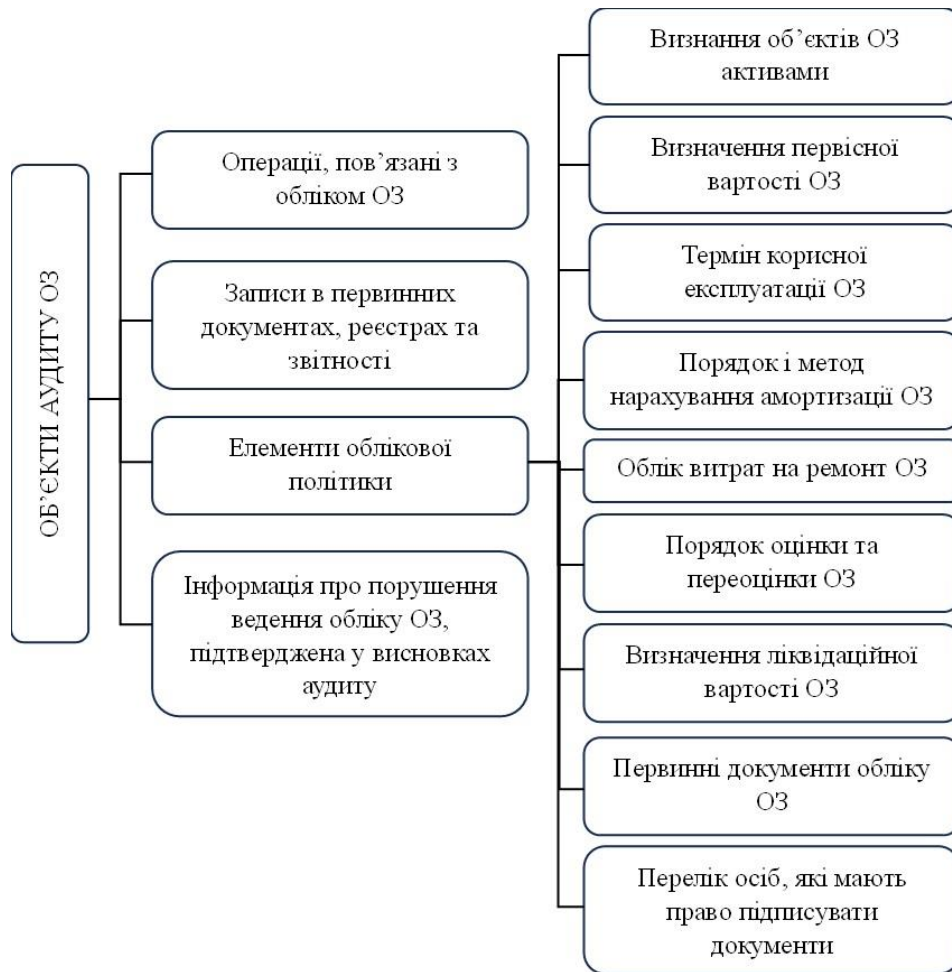 ОБ’ЄКТИ АУДИТУ ОЗ
Операції, пов’язані з
обліком ОЗ
Записи в первинних
документах, реєстрах та
звітності
Елементи облікової
політики
Інформація про порушення
ведення обліку ОЗ,
підтверджена у висновках
аудиту
Визнання об’єктів ОЗ
активами
Визначення первісної
вартості ОЗ
Термін корисної
експлуатації ОЗ
Порядок і метод
нарахування амортизації ОЗ
Облік витрат на ремонт ОЗ
Порядок оцінки та
переоцінки ОЗ
Визначення ліквідаційної
вартості ОЗ
Первинні документи обліку
ОЗ
Перелік осіб, які мають
право підписувати
документи